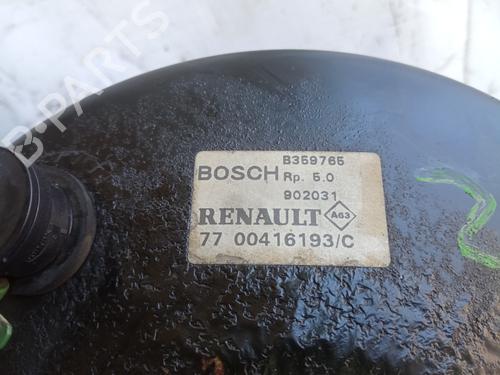 B-PARTS
B359765
BOSCH Rp. 5.0
902031
RENAULT A63
77 00416193/C